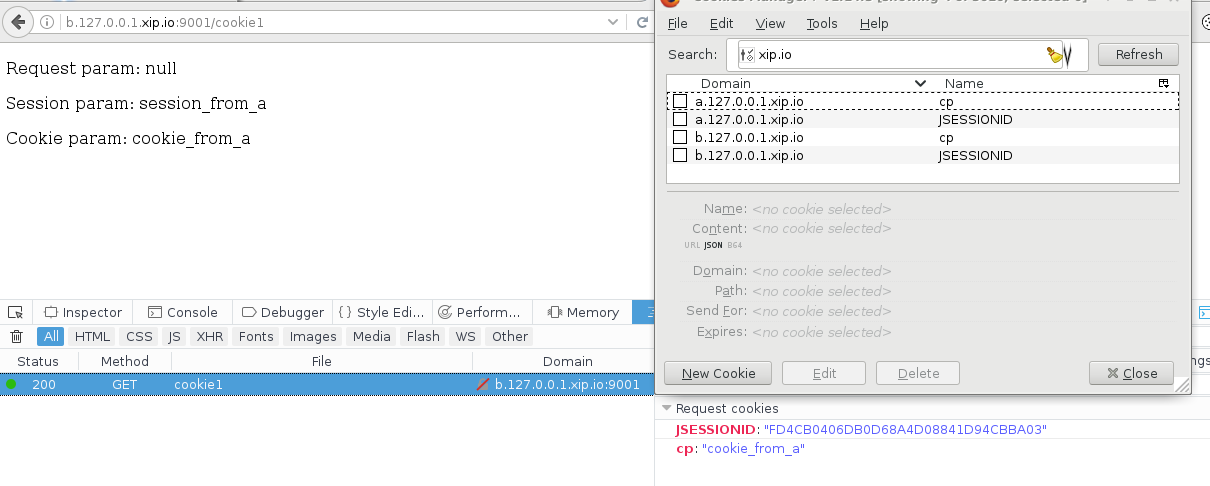 b.127.0.0.1.xip.io:9001/cookie1
Request param: null
Session param: session_from_a
Cookie param: cookie_from_a
Inspector Console Debugger { } Style Edi... Perform... Memory
All HTML CSS JS XHR Fonts Images Media Flash WS Other
Status Method File Domain
200 GET cookie1 b.127.0.0.1.xip.io:9001
File Edit View Tools Help
Search: xip.io Refresh
Domain Name
a.127.0.0.1.xip.io cp
a.127.0.0.1.xip.io JSESSIONID
b.127.0.0.1.xip.io cp
b.127.0.0.1.xip.io JSESSIONID
Name: <no cookie selected>
Content: <no cookie selected>
URL JSON B64
Domain: <no cookie selected>
Path: <no cookie selected>
Send For: <no cookie selected>
Expires: <no cookie selected>
New Cookie Edit Delete Close
Request cookies
JSESSIONID: "FD4CB0406DB0D68A4D08841D94CBBA03"
cp: "cookie_from_a"